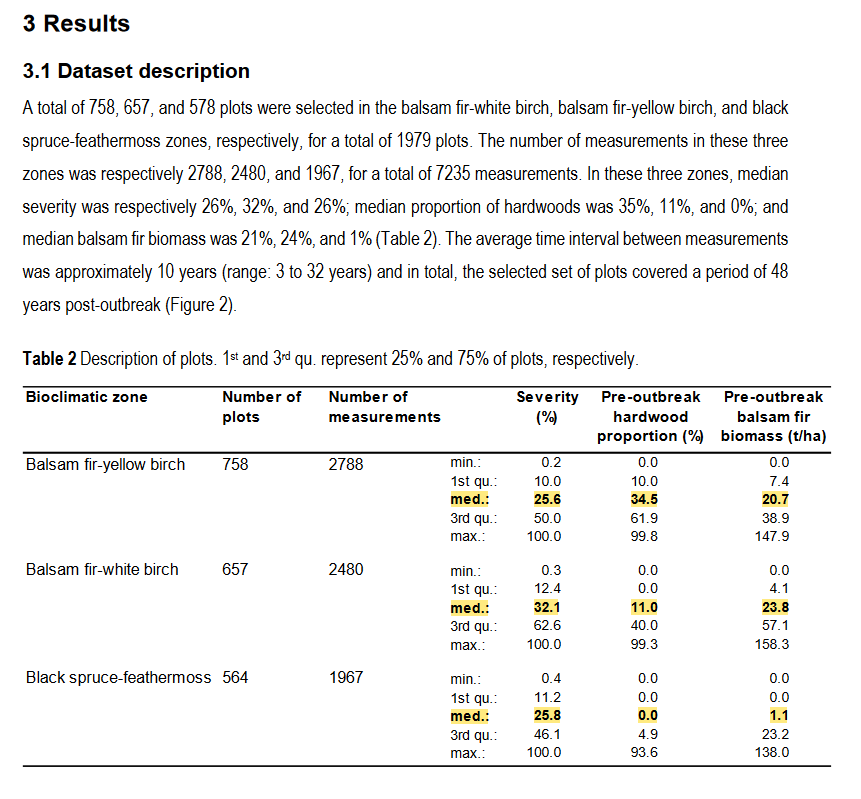 3 Results
3.1 Dataset description
A total of 758, 657, and 578 plots were selected in the balsam fir-white birch, balsam fir-yellow birch, and black
spruce-feathermoss zones, respectively, for a total of 1979 plots. The number of measurements in these three
zones was respectively 2788, 2480, and 1967, for a total of 7235 measurements. In these three zones, median
severity was respectively 26%, 32%, and 26%; median proportion of hardwoods was 35%, 11%, and 0%; and
median balsam fir biomass was 21%, 24%, and 1% (Table 2). The average time interval between measurements
was approximately 10 years (range: 3 to 32 years) and in total, the selected set of plots covered a period of 48
years post-outbreak (Figure 2).
Table 2 Description of plots. 1st and 3rd qu. represent 25% and 75% of plots, respectively.
Bioclimatic zone Number of Number of Severity Pre-outbreak Pre-outbreak
plots measurements (%) hardwood balsam fir
proportion (%) biomass (t/ha)
Balsam fir-yellow birch 758 2788 min.: 0.2 0.0 0.0
1st qu.: 10.0 10.0 7.4
med.: 25.6 34.5 20.7
3rd qu.: 50.0 61.9 38.9
max.: 100.0 99.8 147.9
Balsam fir-white birch 657 2480 min.: 0.3 0.0 0.0
1st qu.: 12.4 0.0 4.1
med.: 32.1 11.0 23.8
3rd qu.: 62.6 40.0 57.1
max.: 100.0 99.3 158.3
Black spruce-feathermoss 564 1967 min.: 0.4 0.0 0.0
1st qu.: 11.2 0.0 0.0
med.: 25.8 0.0 1.1
3rd qu.: 46.1 4.9 23.2
max.: 100.0 93.6 138.0